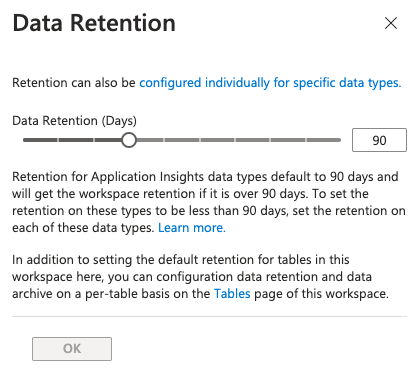 Data Retention
Retention can also be configured individually for specific data types.
Data Retention (Days)
90
Retention for Application Insights data types default to 90 days and
will get the workspace retention if it is over 90 days. To set the
retention on these types to be less than 90 days, set the retention on
each of these data types. Learn more.
In addition to setting the default retention for tables in this
workspace here, you can configuration data retention and data
archive on a per-table basis on the Tables page of this workspace.
OK